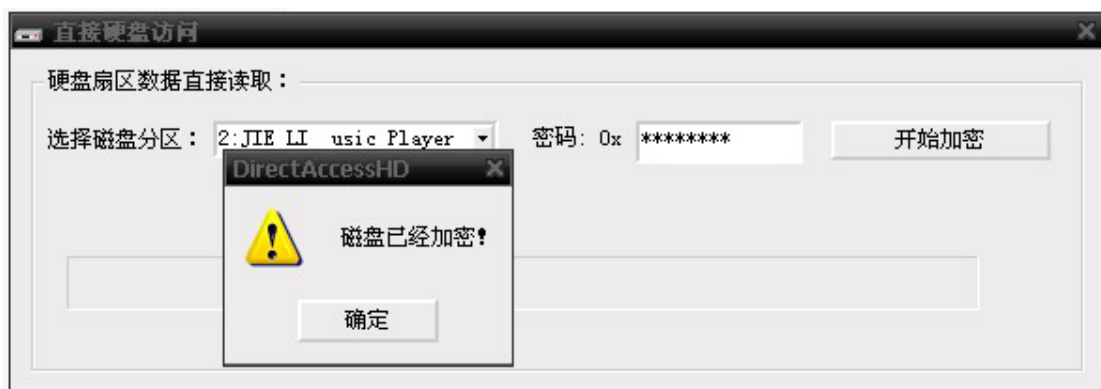 直接硬盘访问
硬盘扇区数据直接读取：
选择磁盘分区： 2:JIE LI usic Player 密码: 0x ******** 开始加密
DirectAccessHD
磁盘已经加密!
确定